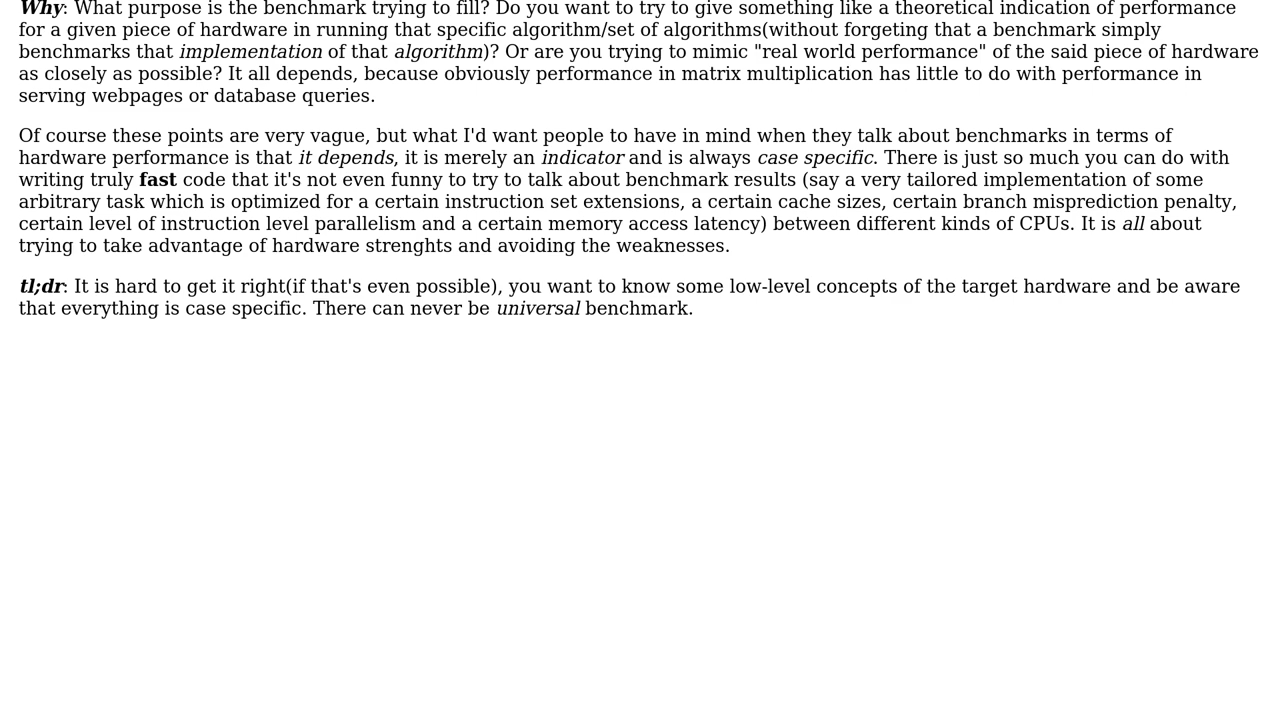 Why: What purpose is the benchmark trying to fill? Do you want to try to give something like a theoretical indication of performance
for a given piece of hardware in running that specific algorithm/set of algorithms(without forgeting that a benchmark simply
benchmarks that implementation of that algorithm)? Or are you trying to mimic "real world performance" of the said piece of hardware
as closely as possible? It all depends, because obviously performance in matrix multiplication has little to do with performance in
serving webpages or database queries.
Of course these points are very vague, but what I'd want people to have in mind when they talk about benchmarks in terms of
hardware performance is that it depends, it is merely an indicator and is always case specific. There is just so much you can do with
writing truly fast code that it's not even funny to try to talk about benchmark results (say a very tailored implementation of some
arbitrary task which is optimized for a certain instruction set extensions, a certain cache sizes, certain branch misprediction penalty,
certain level of instruction level parallelism and a certain memory access latency) between different kinds of CPUs. It is all about
trying to take advantage of hardware strenghts and avoiding the weaknesses.
tl;dr: It is hard to get it right(if that's even possible), you want to know some low-level concepts of the target hardware and be aware
that everything is case specific. There can never be universal benchmark.